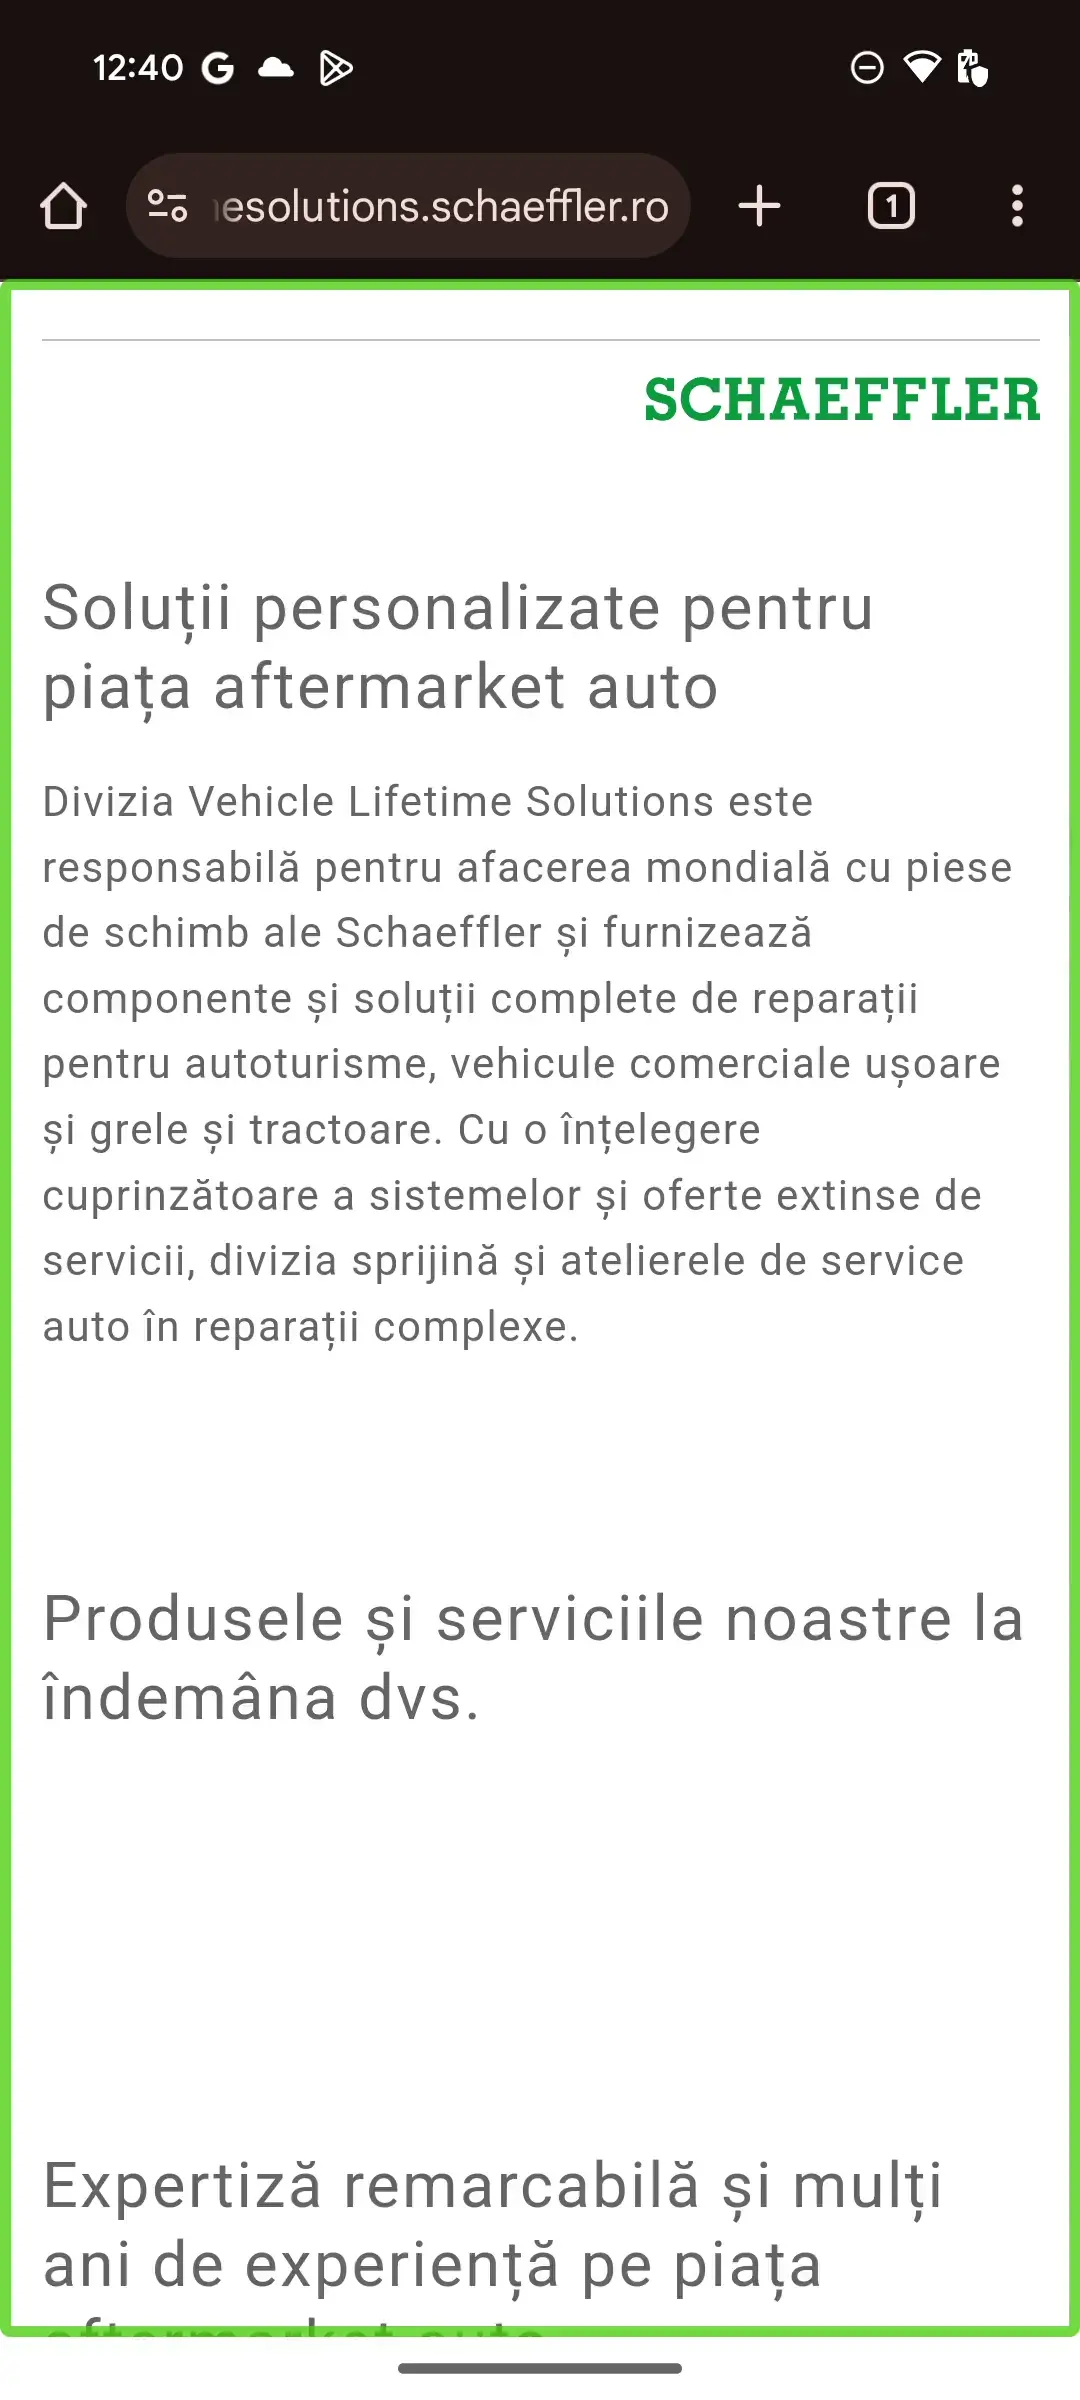 12:40
esolutions.schaeffler.ro
1
SCHAEFFLER
Soluții personalizate pentru
piața aftermarket auto
Divizia Vehicle Lifetime Solutions este
responsabilă pentru afacerea mondială cu piese
de schimb ale Schaeffler și furnizează
componente și soluții complete de reparații
pentru autoturisme, vehicule comerciale ușoare
și grele și tractoare. Cu o înțelegere
cuprinzătoare a sistemelor și oferte extinse de
servicii, divizia sprijină și atelierele de service
auto în reparații complexe.
Produsele și serviciile noastre la
îndemâna dvs.
Expertiză remarcabilă și mulți
ani de experiență pe piața
aftermarket auto